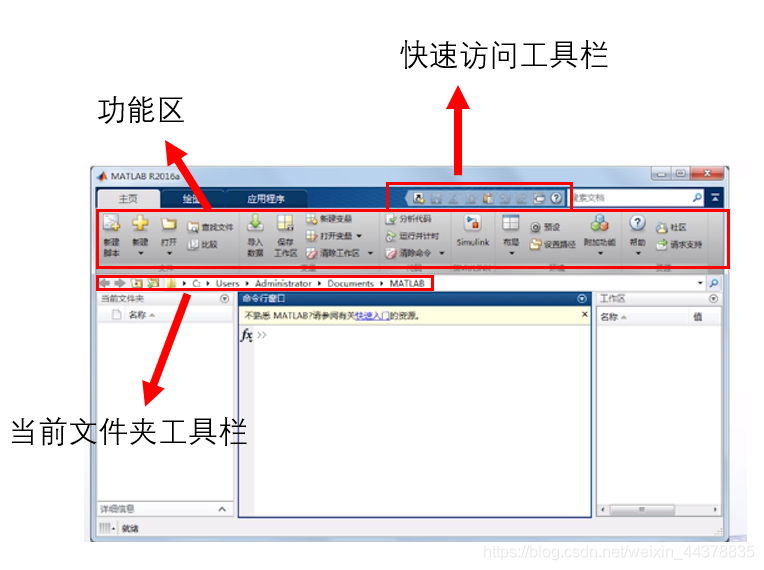 快速访问工具栏
功能区
MATLAB R2016a
主页 绘图 应用程序 搜索文档
新建脚本 新建 打开 查找文件 比较 导入数据 保存工作区 新建变量 打开变量 清除工作区 分析代码 运行并计时 清除命令 Simulink 布局 预设 设置路径 附加功能 帮助 社区 请求支持
文件 变量 代码 环境 资源
C: Users Administrator Documents MATLAB
当前文件夹 命令行窗口 工作区
名称 不熟悉 MATLAB?请参阅有关快速入门的资源。 名称 值
fx >>
当前文件夹工具栏
详细信息
就绪
https://blog.csdn.net/weixin_44378835